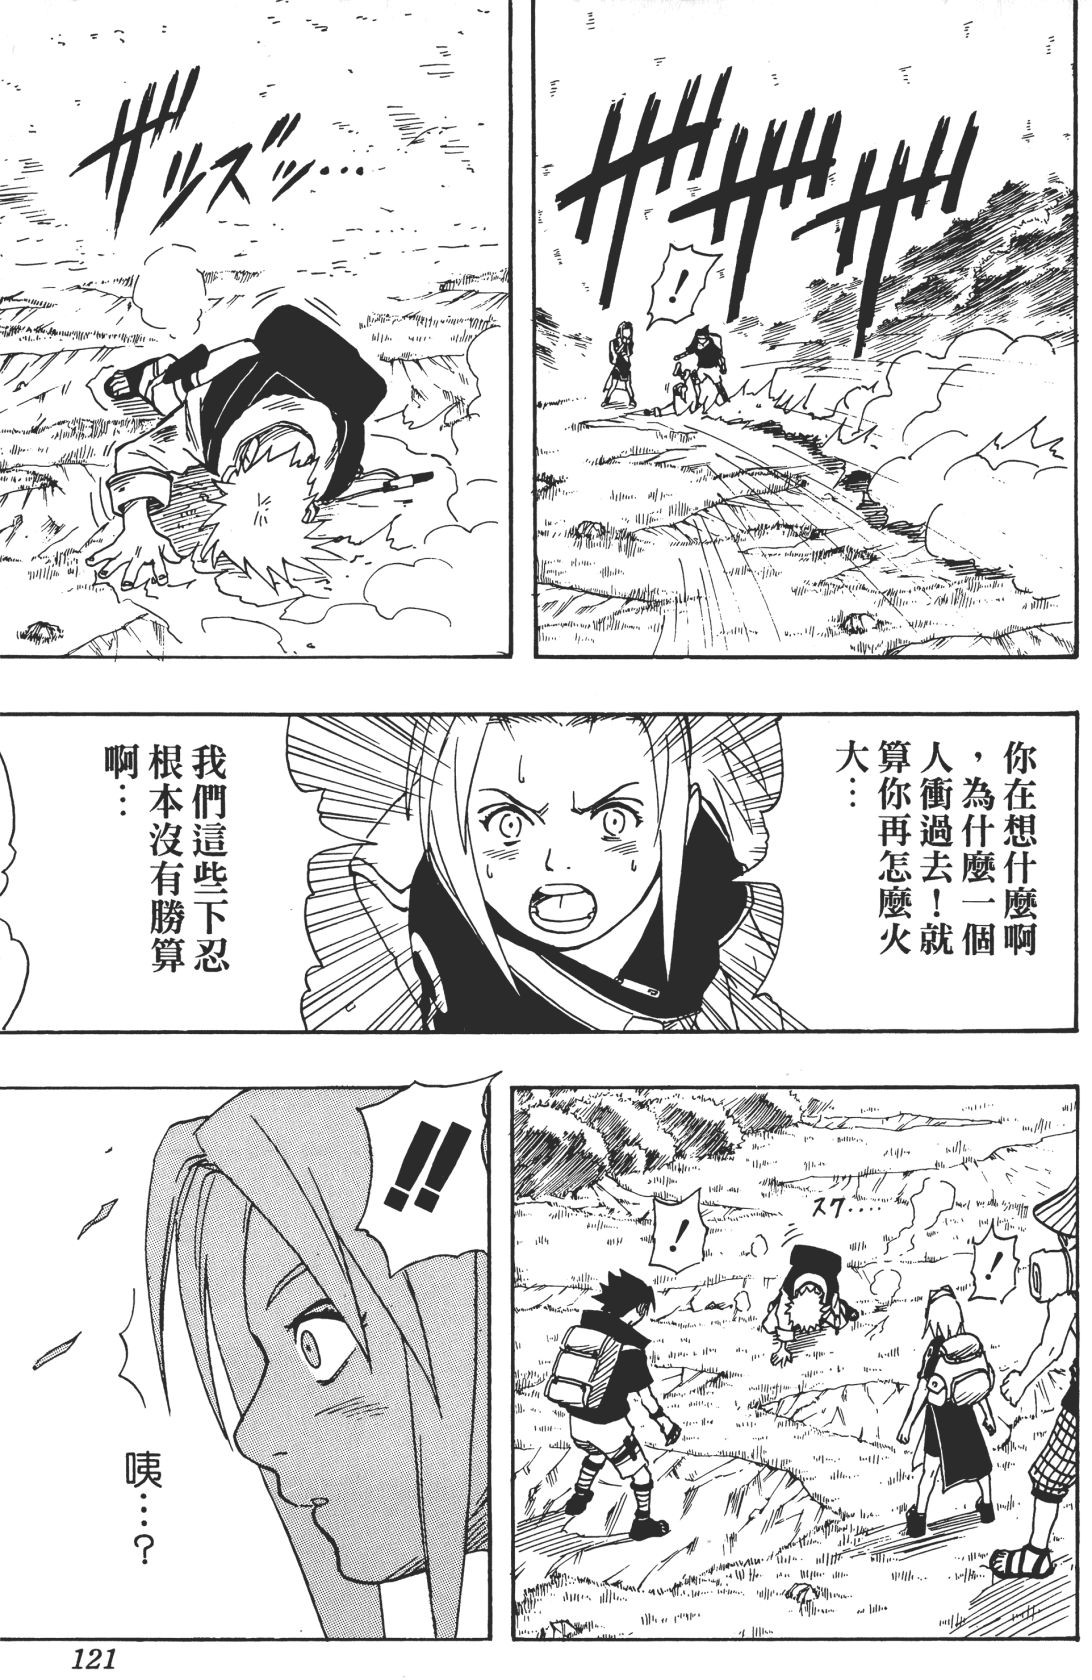 ザザザ
!
ザッズッ…
你在想什麼啊
，為什麼一個
人衝過去！就
算你再怎麼火
大…
我們這些下忍
根本沒有勝算
啊…
スク‥‥
!
!
!!
咦…？
121